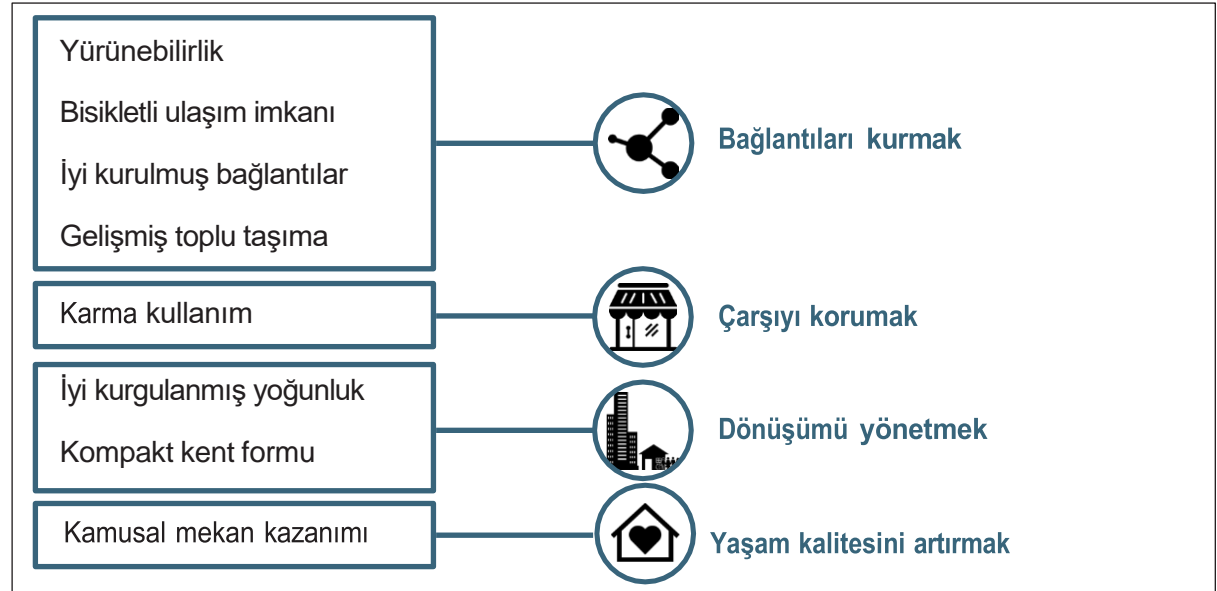 Yürünebilirlik
Bisikletli ulaşım imkanı
İyi kurulmuş bağlantılar
Gelişmiş toplu taşıma
Bağlantıları kurmak
Karma kullanım
Çarşıyı korumak
İyi kurgulanmış yoğunluk
Kompakt kent formu
Dönüşümü yönetmek
Kamusal mekan kazanımı
Yaşam kalitesini artırmak